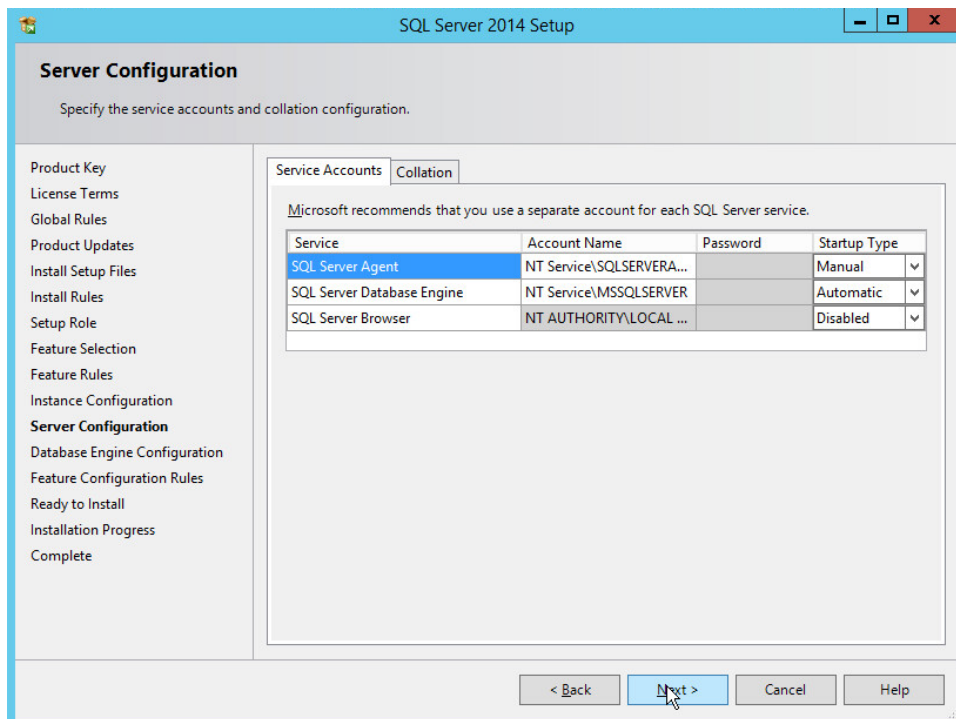 SQL Server 2014 Setup
Server Configuration
Specify the service accounts and collation configuration.
Product Key
License Terms
Global Rules
Product Updates
Install Setup Files
Install Rules
Setup Role
Feature Selection
Feature Rules
Instance Configuration
Server Configuration
Database Engine Configuration
Feature Configuration Rules
Ready to Install
Installation Progress
Complete
Service Accounts Collation
Microsoft recommends that you use a separate account for each SQL Server service.
Service Account Name Password Startup Type
SQL Server Agent NT Service\SQLSERVERA... Manual
SQL Server Database Engine NT Service\MSSQLSERVER Automatic
SQL Server Browser NT AUTHORITY\LOCAL ... Disabled
< Back Next > Cancel Help